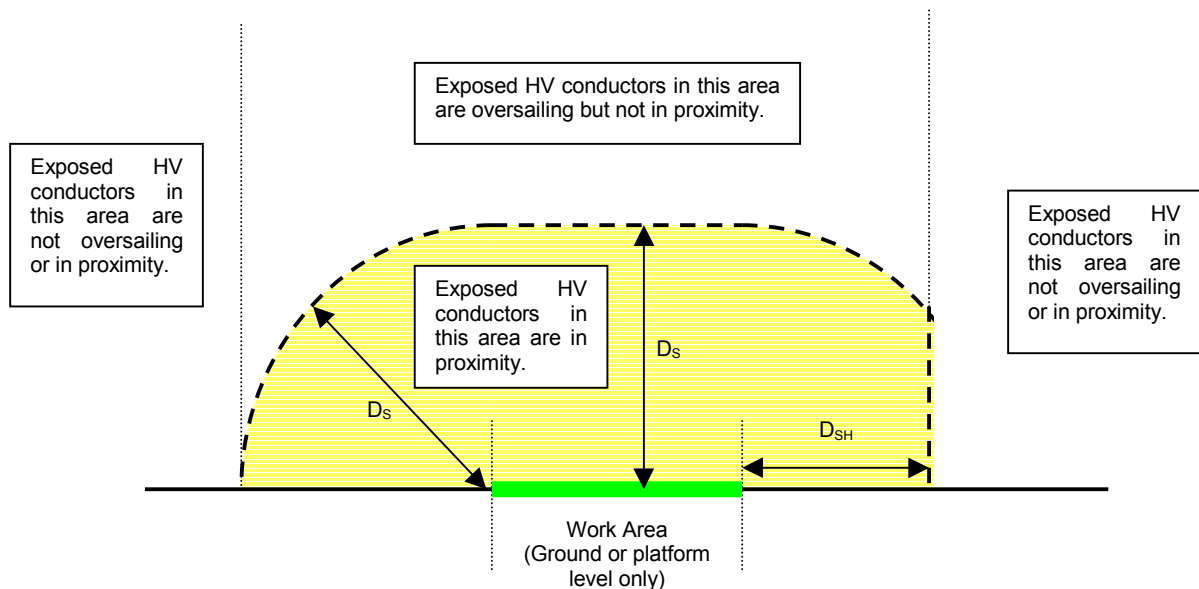 Exposed HV conductors in this area
are oversailing but not in proximity.
Exposed HV
conductors in
this area are
not oversailing
or in proximity.
Exposed HV
conductors in
this area are
not oversailing
or in proximity.
Exposed HV
conductors in
this area are in
proximity.
DS
DS
DSH
Work Area
(Ground or platform
level only)